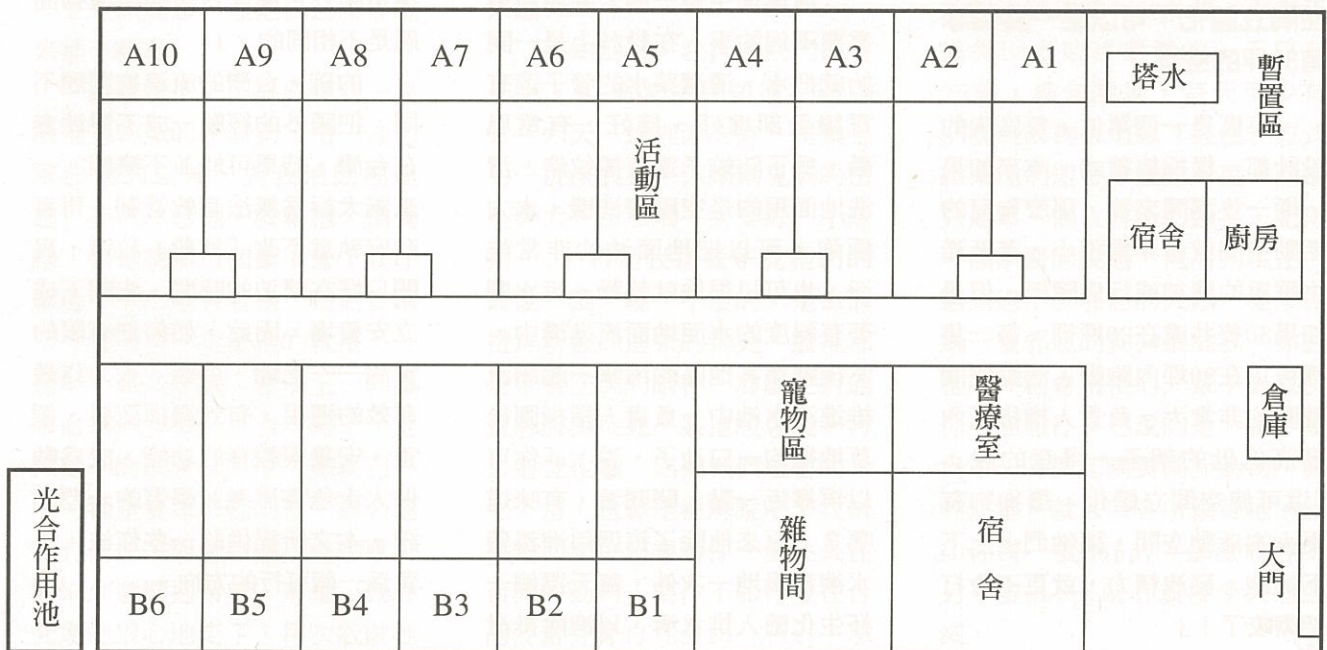 A10 A9 A8 A7 A6 A5 A4 A3 A2 A1
塔水
暫置區
活動區
宿舍
廚房
寵物區
醫療室
倉庫
雜物間
宿舍
大門
光合作用池
B6 B5 B4 B3 B2 B1